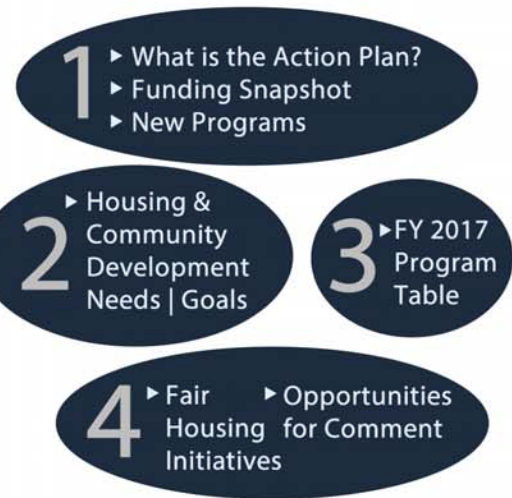 1
▶ What is the Action Plan?
▶ Funding Snapshot
▶ New Programs
2
▶ Housing &
Community
Development
Needs | Goals
3
▶FY 2017
Program
Table
4
▶ Fair
Housing
Initiatives
▶ Opportunities
for Comment